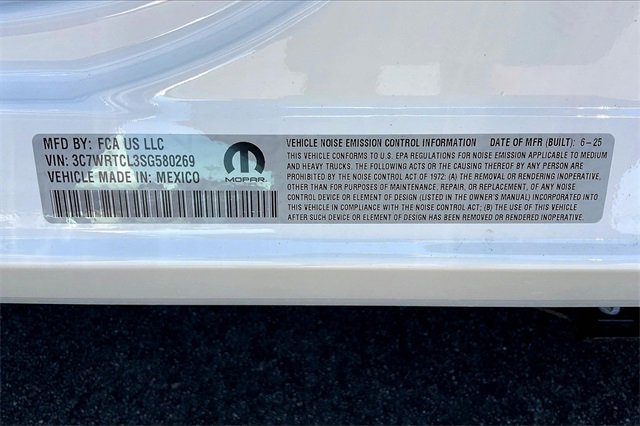 MFD BY: FCA US LLC
VIN: 3C7WRTCL3SG580269
VEHICLE MADE IN: MEXICO
MOPAR
VEHICLE NOISE EMISSION CONTROL INFORMATION DATE OF MFR (BUILT): 6-25
THIS VEHICLE CONFORMS TO U.S. EPA REGULATIONS FOR NOISE EMISSION APPLICABLE TO MEDIUM
AND HEAVY TRUCKS, THE FOLLOWING ACTS OR THE CAUSING THEREOF BY ANY PERSON ARE
PROHIBITED BY THE NOISE CONTROL ACT OF 1972: (A) THE REMOVAL OR RENDERING INOPERATIVE,
OTHER THAN FOR PURPOSES OF MAINTENANCE, REPAIR, OR REPLACEMENT, OF ANY NOISE
CONTROL DEVICE OR ELEMENT OF DESIGN (LISTED IN THE OWNER'S MANUAL) INCORPORATED INTO
THIS VEHICLE IN COMPLIANCE WITH THE NOISE CONTROL ACT; (B) THE USE OF THIS VEHICLE
AFTER SUCH DEVICE OR ELEMENT OF DESIGN HAS BEEN REMOVED OR RENDERED INOPERATIVE.